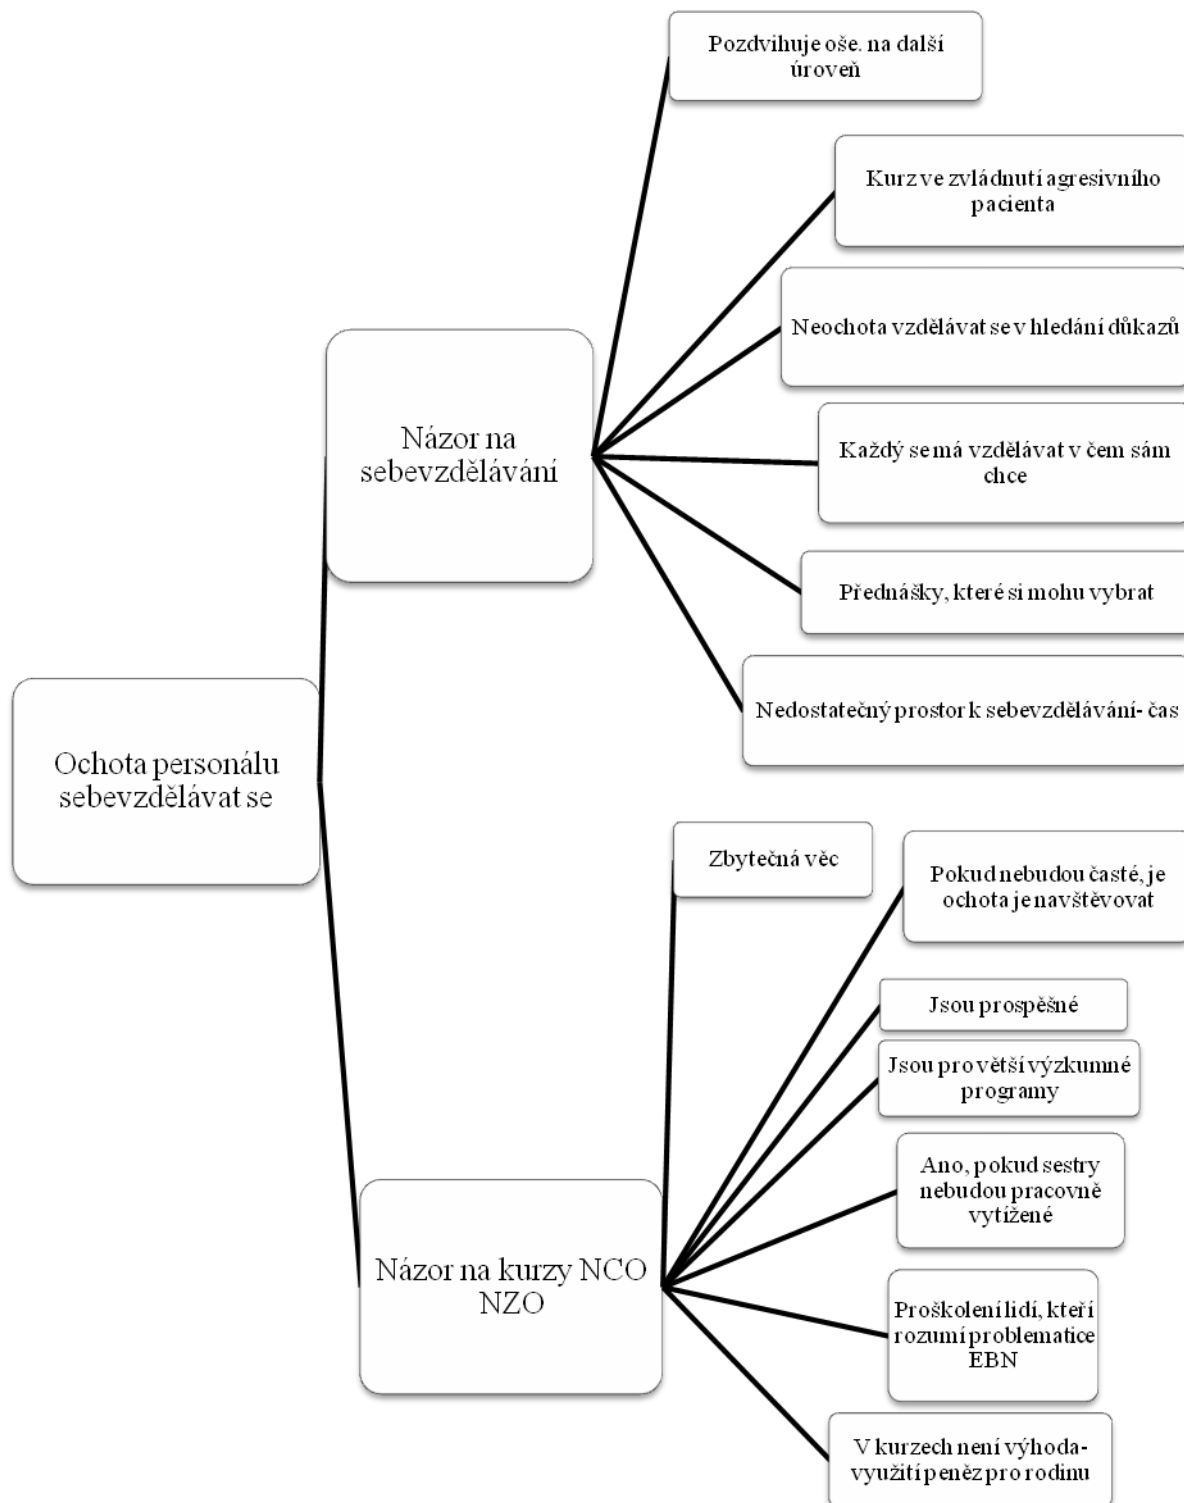 Pozdvihuje oše. na další
úroveň
Kurz ve zvládnutí agresivního
pacienta
Neochota vzdělávat se v hledání důkazů
Názor na
sebevzdělávání
Každý se má vzdělávat v čem sám
chce
Přednášky, které si mohu vybrat
Nedostatečný prostor k sebevzdělávání- čas
Ochota personálu
sebevzdělávat se
Zbytečná věc
Pokud nebudou časté, je
ochota je navštěvovat
Jsou prospěšné
Jsou pro větší výzkumné
programy
Ano, pokud sestry
nebudou pracovně
vytížené
Názor na kurzy NCO
NZO
Proškolení lidí, kteří
rozumí problematice
EBN
V kurzech není výhoda-
využití peněz pro rodinu